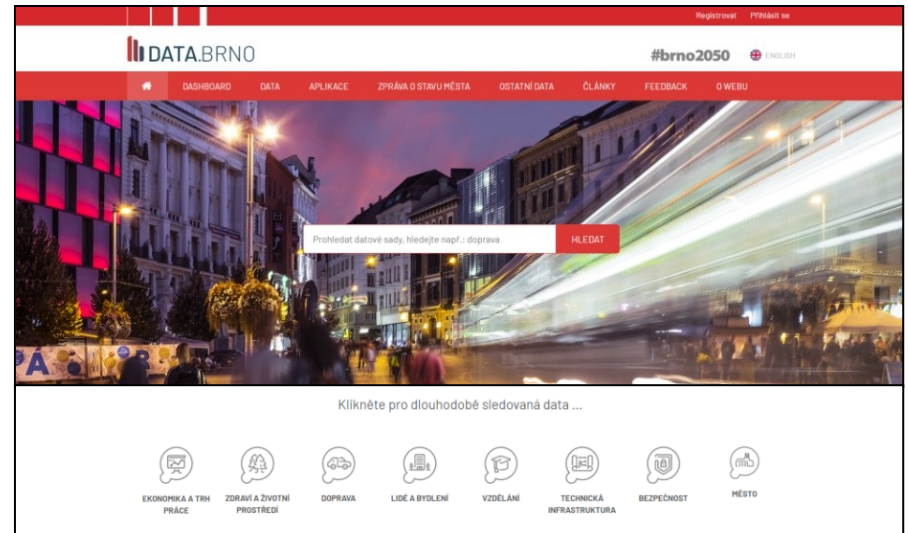 Registrovat Přihlásit se
DATA.BRNO
#brno2050 ENGLISH
DASHBOARD DATA APLIKACE ZPRÁVA O STAVU MĚSTA OSTATNÍ DATA ČLÁNKY FEEDBACK O WEBU
Prohledat datové sady, hledejte např.: doprava HLEDAT
Klikněte pro dlouhodobě sledovaná data ...
EKONOMIKA A TRH PRÁCE
ZDRAVÍ A ŽIVOTNÍ PROSTŘEDÍ
DOPRAVA
LIDÉ A BYDLENÍ
VZDĚLÁNÍ
TECHNICKÁ INFRASTRUKTURA
BEZPEČNOST
MĚSTO